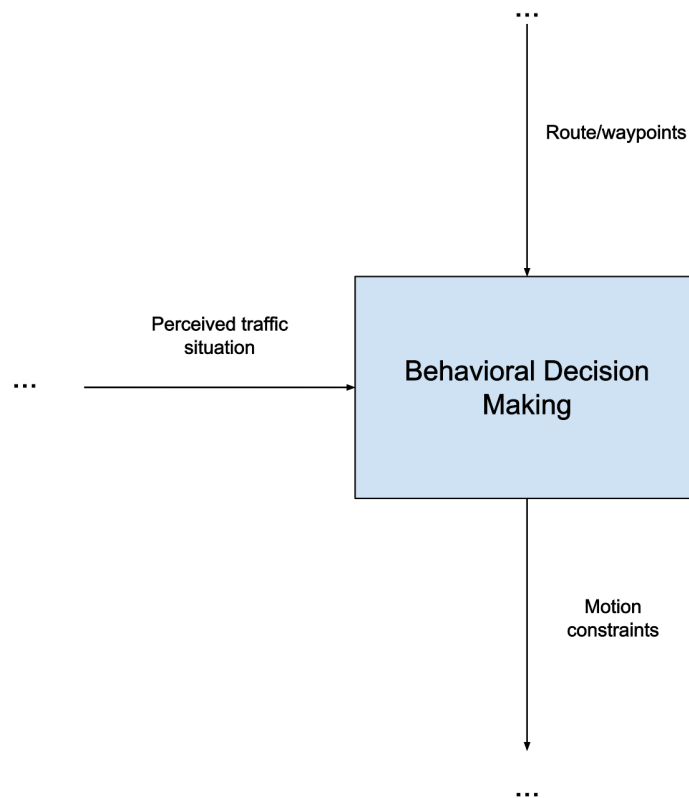 ...
Route/waypoints
Perceived traffic
situation
...
Behavioral Decision
Making
Motion
constraints
...